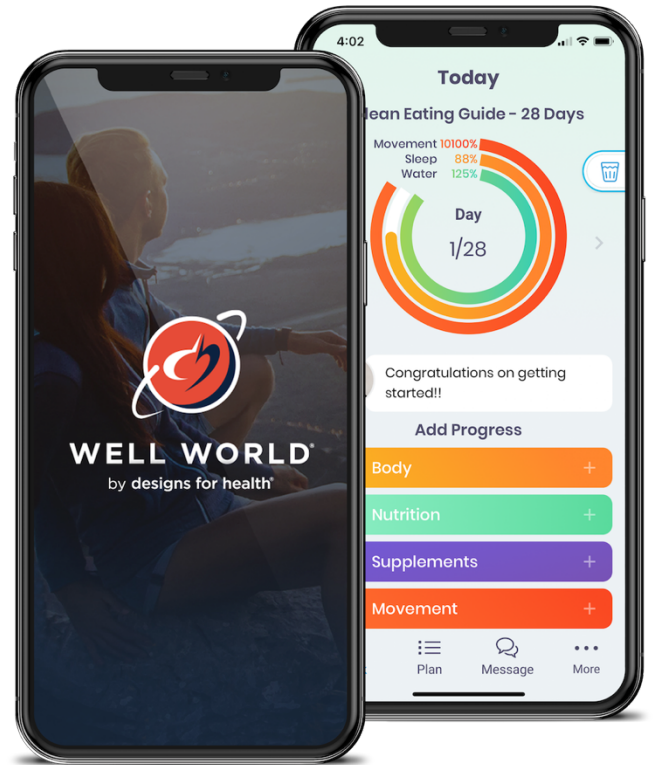 WELL WORLD®
by designs for health®
4:02
Today
lean Eating Guide - 28 Days
Movement 10100%
Sleep 88%
Water 125%
Day
1/28
Congratulations on getting
started!!
Add Progress
Body +
Nutrition +
Supplements +
Movement +
Plan
Message
More